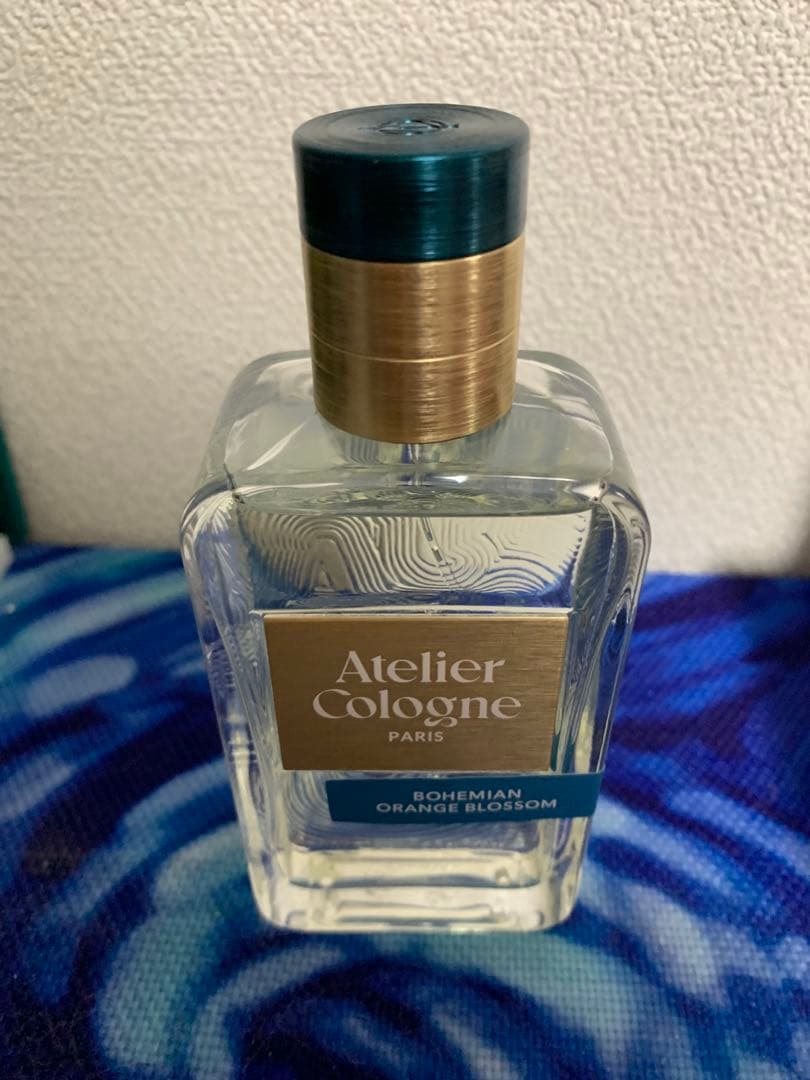 Atelier
Cologne
PARIS
BOHEMIAN
ORANGE BLOSSOM